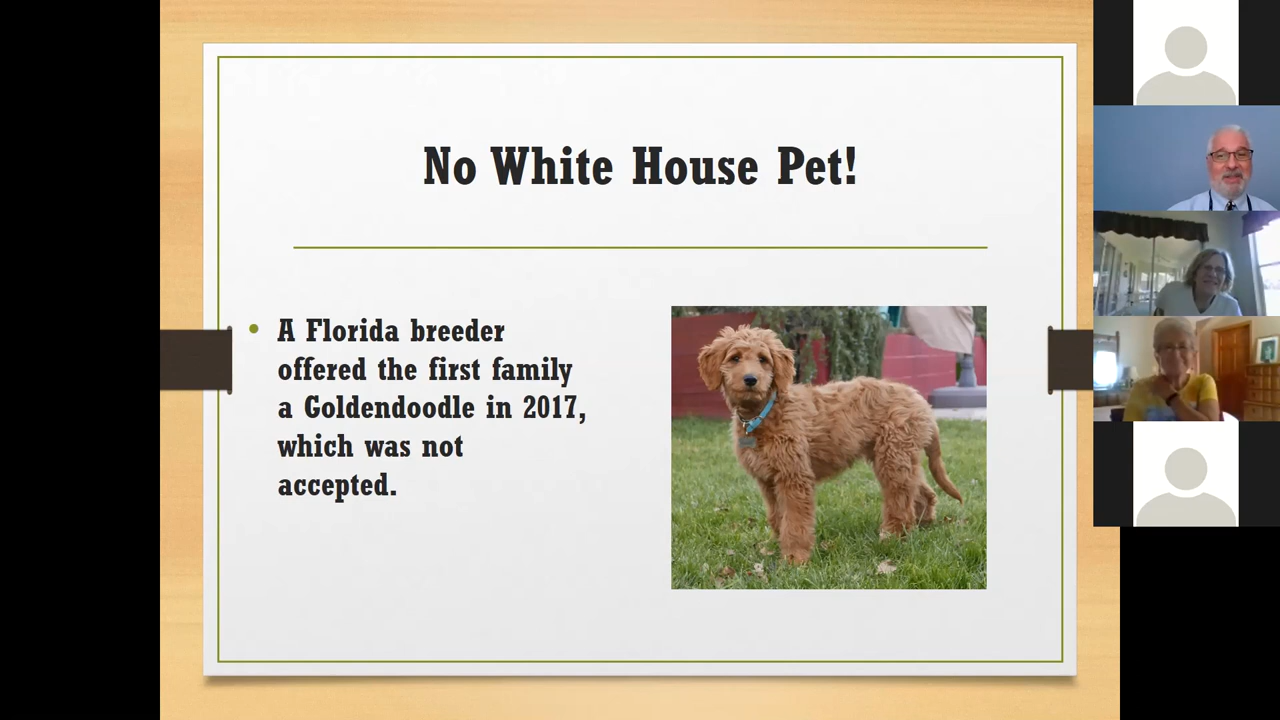 No White House Pet!
• A Florida breeder
offered the first family
a Goldendoodle in 2017,
which was not
accepted.